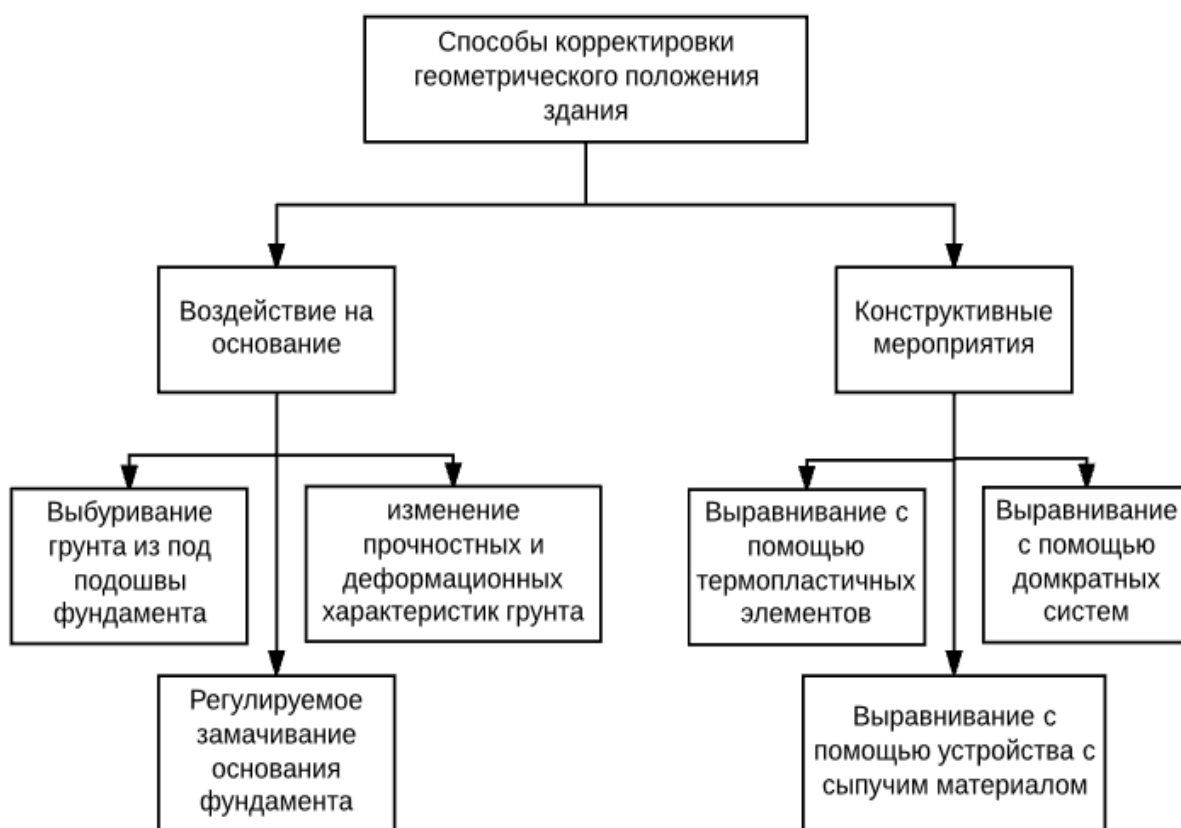 Способы корректировки
геометрического положения
здания
Воздействие на
основание
Конструктивные
мероприятия
Выбуривание
грунта из под
подошвы
фундамента
изменение
прочностных и
деформационных
характеристик грунта
Выравнивание с
помощью
термопластичных
элементов
Выравнивание
с помощью
домкратных
систем
Регулируемое
замачивание
основания
фундамента
Выравнивание с
помощью устройства с
сыпучим материалом